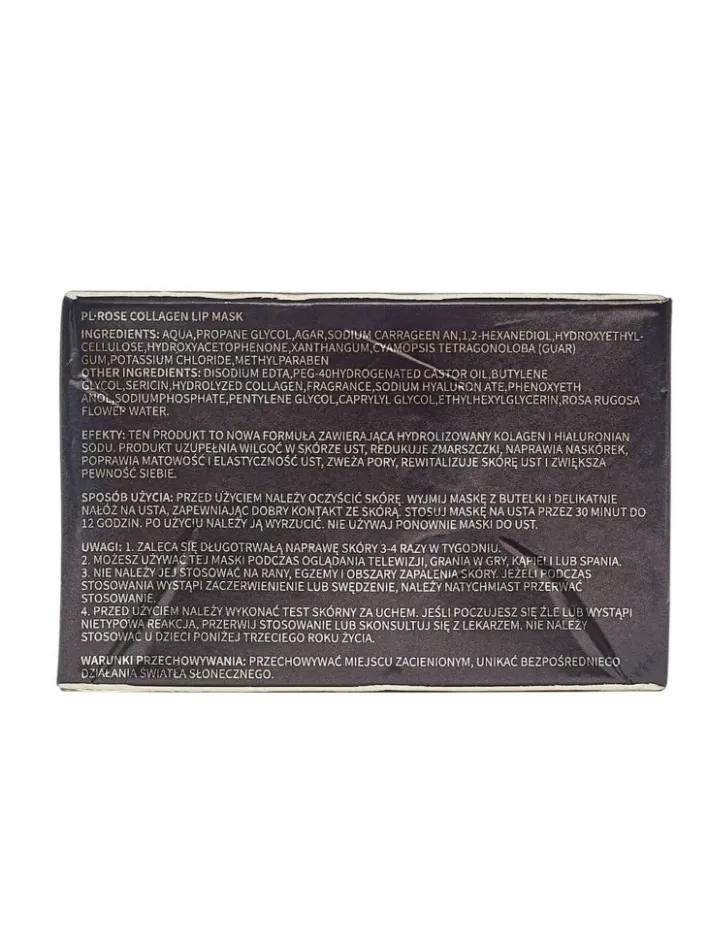 PL-ROSE COLLAGEN LIP MASK
INGREDIENTS: AQUA,PROPANE GLYCOL,AGAR,SODIUM CARRAGEEN AN,1,2-HEXANEDIOL,HYDROXYETHYL-
CELLULOSE,HYDROXYACETOPHENONE,XANTHANGUM,CYAMOPSIS TETRAGONOLOBA (GUAR)
GUM,POTASSIUM CHLORIDE,METHYLPARABEN
OTHER INGREDIENTS: DISODIUM EDTA,PEG-40HYDROGENATED CASTOR OIL,BUTYLENE
GLYCOL,SERICIN,HYDROLYZED COLLAGEN,FRAGRANCE,SODIUM HYALURON ATE,PHENOXYETH
ANOL,SODIUMPHOSPHATE,PENTYLENE GLYCOL,CAPRYLYL GLYCOL,ETHYLHEXYLGLYCERIN,ROSA RUGOSA
FLOWER WATER.
EFEKTY: TEN PRODUKT TO NOWA FORMUŁA ZAWIERAJĄCA HYDROLIZOWANY KOLAGEN I HIALURONIAN
SODU. PRODUKT UZUPEŁNIA WILGOĆ W SKÓRZE UST, REDUKUJE ZMARSZCZKI, NAPRAWIA NASKÓREK,
POPRAWIA MATOWOŚĆ I ELASTYCZNOŚĆ UST, ZWĘŻA PORY, REWITALIZUJE SKÓRĘ UST I ZWIĘKSZA
PEWNOŚĆ SIEBIE.
SPOSÓB UŻYCIA: PRZED UŻYCIEM NALEŻY OCZYŚCIĆ SKÓRĘ. WYJMIJ MASKĘ Z BUTELKI I DELIKATNIE
NAŁÓŻ NA USTA, ZAPEWNIAJĄC DOBRY KONTAKT ZE SKÓRĄ. STOSUJ MASKĘ NA USTA PRZEZ 30 MINUT DO
12 GODZIN. PO UŻYCIU NALEŻY JĄ WYRZUCIĆ. NIE UŻYWAJ PONOWNIE MASKI DO UST.
UWAGI: 1. ZALECA SIĘ DŁUGOTRWAŁĄ NAPRAWĘ SKÓRY 3-4 RAZY W TYGODNIU.
2. MOŻESZ UŻYWAĆ TEJ MASKI PODCZAS OGLĄDANIA TELEWIZJI, GRANIA W GRY, KĄPIELI LUB SPANIA.
3. NIE NALEŻY JEJ STOSOWAĆ NA RANY, EGZEMY I OBSZARY ZAPALENIA SKÓRY. JEŻELI PODCZAS
STOSOWANIA WYSTĄPI ZACZERWIENIENIE LUB SWĘDZENIE, NALEŻY NATYCHMIAST PRZERWAĆ
STOSOWANIE.
4. PRZED UŻYCIEM NALEŻY WYKONAĆ TEST SKÓRNY ZA UCHEM. JEŚLI POCZUJESZ SIĘ ŹLE LUB WYSTĄPI
NIETYPOWA REAKCJA, PRZERWIJ STOSOWANIE LUB SKONSULTUJ SIĘ Z LEKARZEM. NIE NALEŻY
STOSOWAĆ U DZIECI PONIŻEJ TRZECIEGO ROKU ŻYCIA.
WARUNKI PRZECHOWYWANIA: PRZECHOWYWAĆ MIEJSCU ZACIENIONYM, UNIKAĆ BEZPOŚREDNIEGO
DZIAŁANIA ŚWIATŁA SŁONECZNEGO.